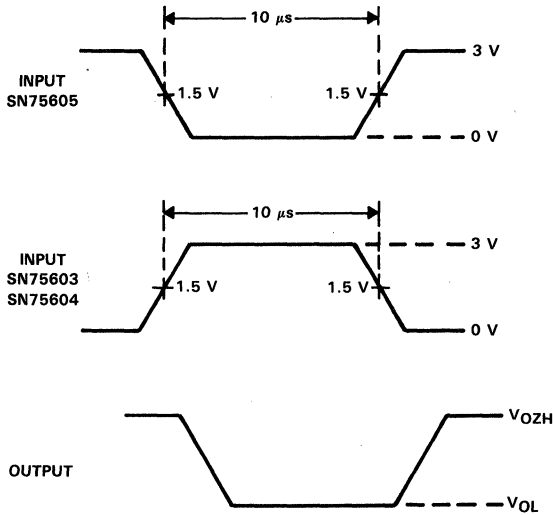 10 μs
3 V
INPUT
SN75605
1.5 V
1.5 V
0 V
10 μs
3 V
INPUT
SN75603
SN75604
1.5 V
1.5 V
0 V
VOZH
OUTPUT
VOL